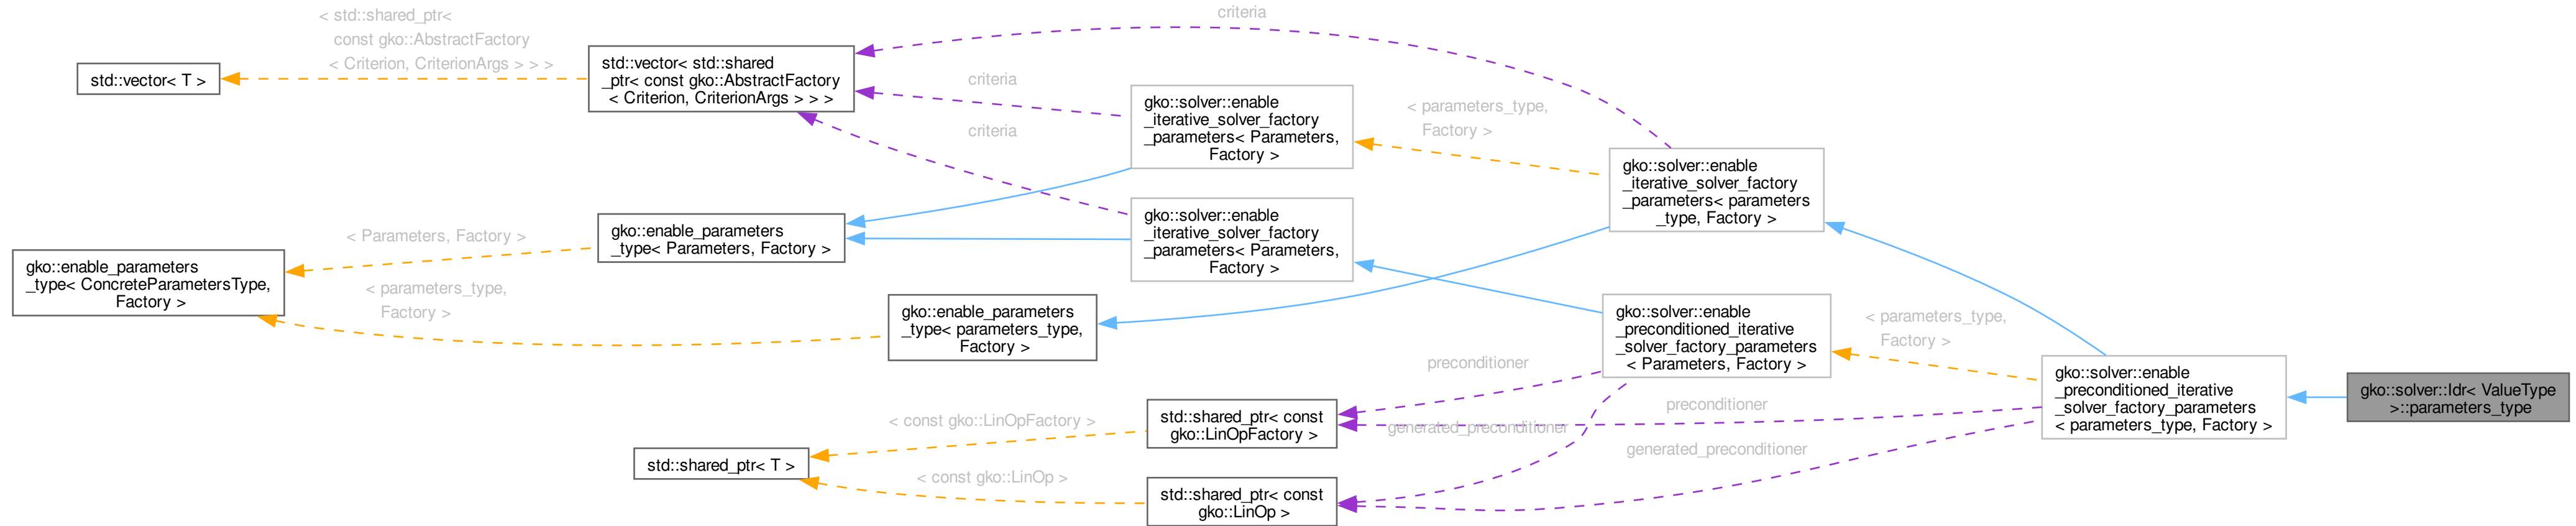 < std::shared_ptr<
const gko::AbstractFactory
< Criterion, CriterionArgs > > >
std::vector< T >
std::vector< std::shared
_ptr< const gko::AbstractFactory
< Criterion, CriterionArgs > > >
criteria
criteria
criteria
gko::solver::enable
_iterative_solver_factory
_parameters< Parameters,
Factory >
< parameters_type,
Factory >
gko::solver::enable
_iterative_solver_factory
_parameters< parameters
_type, Factory >
gko::solver::enable
_iterative_solver_factory
_parameters< Parameters,
Factory >
gko::enable_parameters
_type< Parameters, Factory >
< Parameters, Factory >
gko::enable_parameters
_type< ConcreteParametersType,
Factory >
< parameters_type,
Factory >
gko::enable_parameters
_type< parameters_type,
Factory >
gko::solver::enable
_preconditioned_iterative
_solver_factory_parameters
< Parameters, Factory >
< parameters_type,
Factory >
gko::solver::enable
_preconditioned_iterative
_solver_factory_parameters
< parameters_type, Factory >
gko::solver::Idr< ValueType
>::parameters_type
preconditioner
preconditioner
generated_preconditioner
generated_preconditioner
std::shared_ptr< const
gko::LinOpFactory >
< const gko::LinOpFactory >
std::shared_ptr< T >
< const gko::LinOp >
std::shared_ptr< const
gko::LinOp >